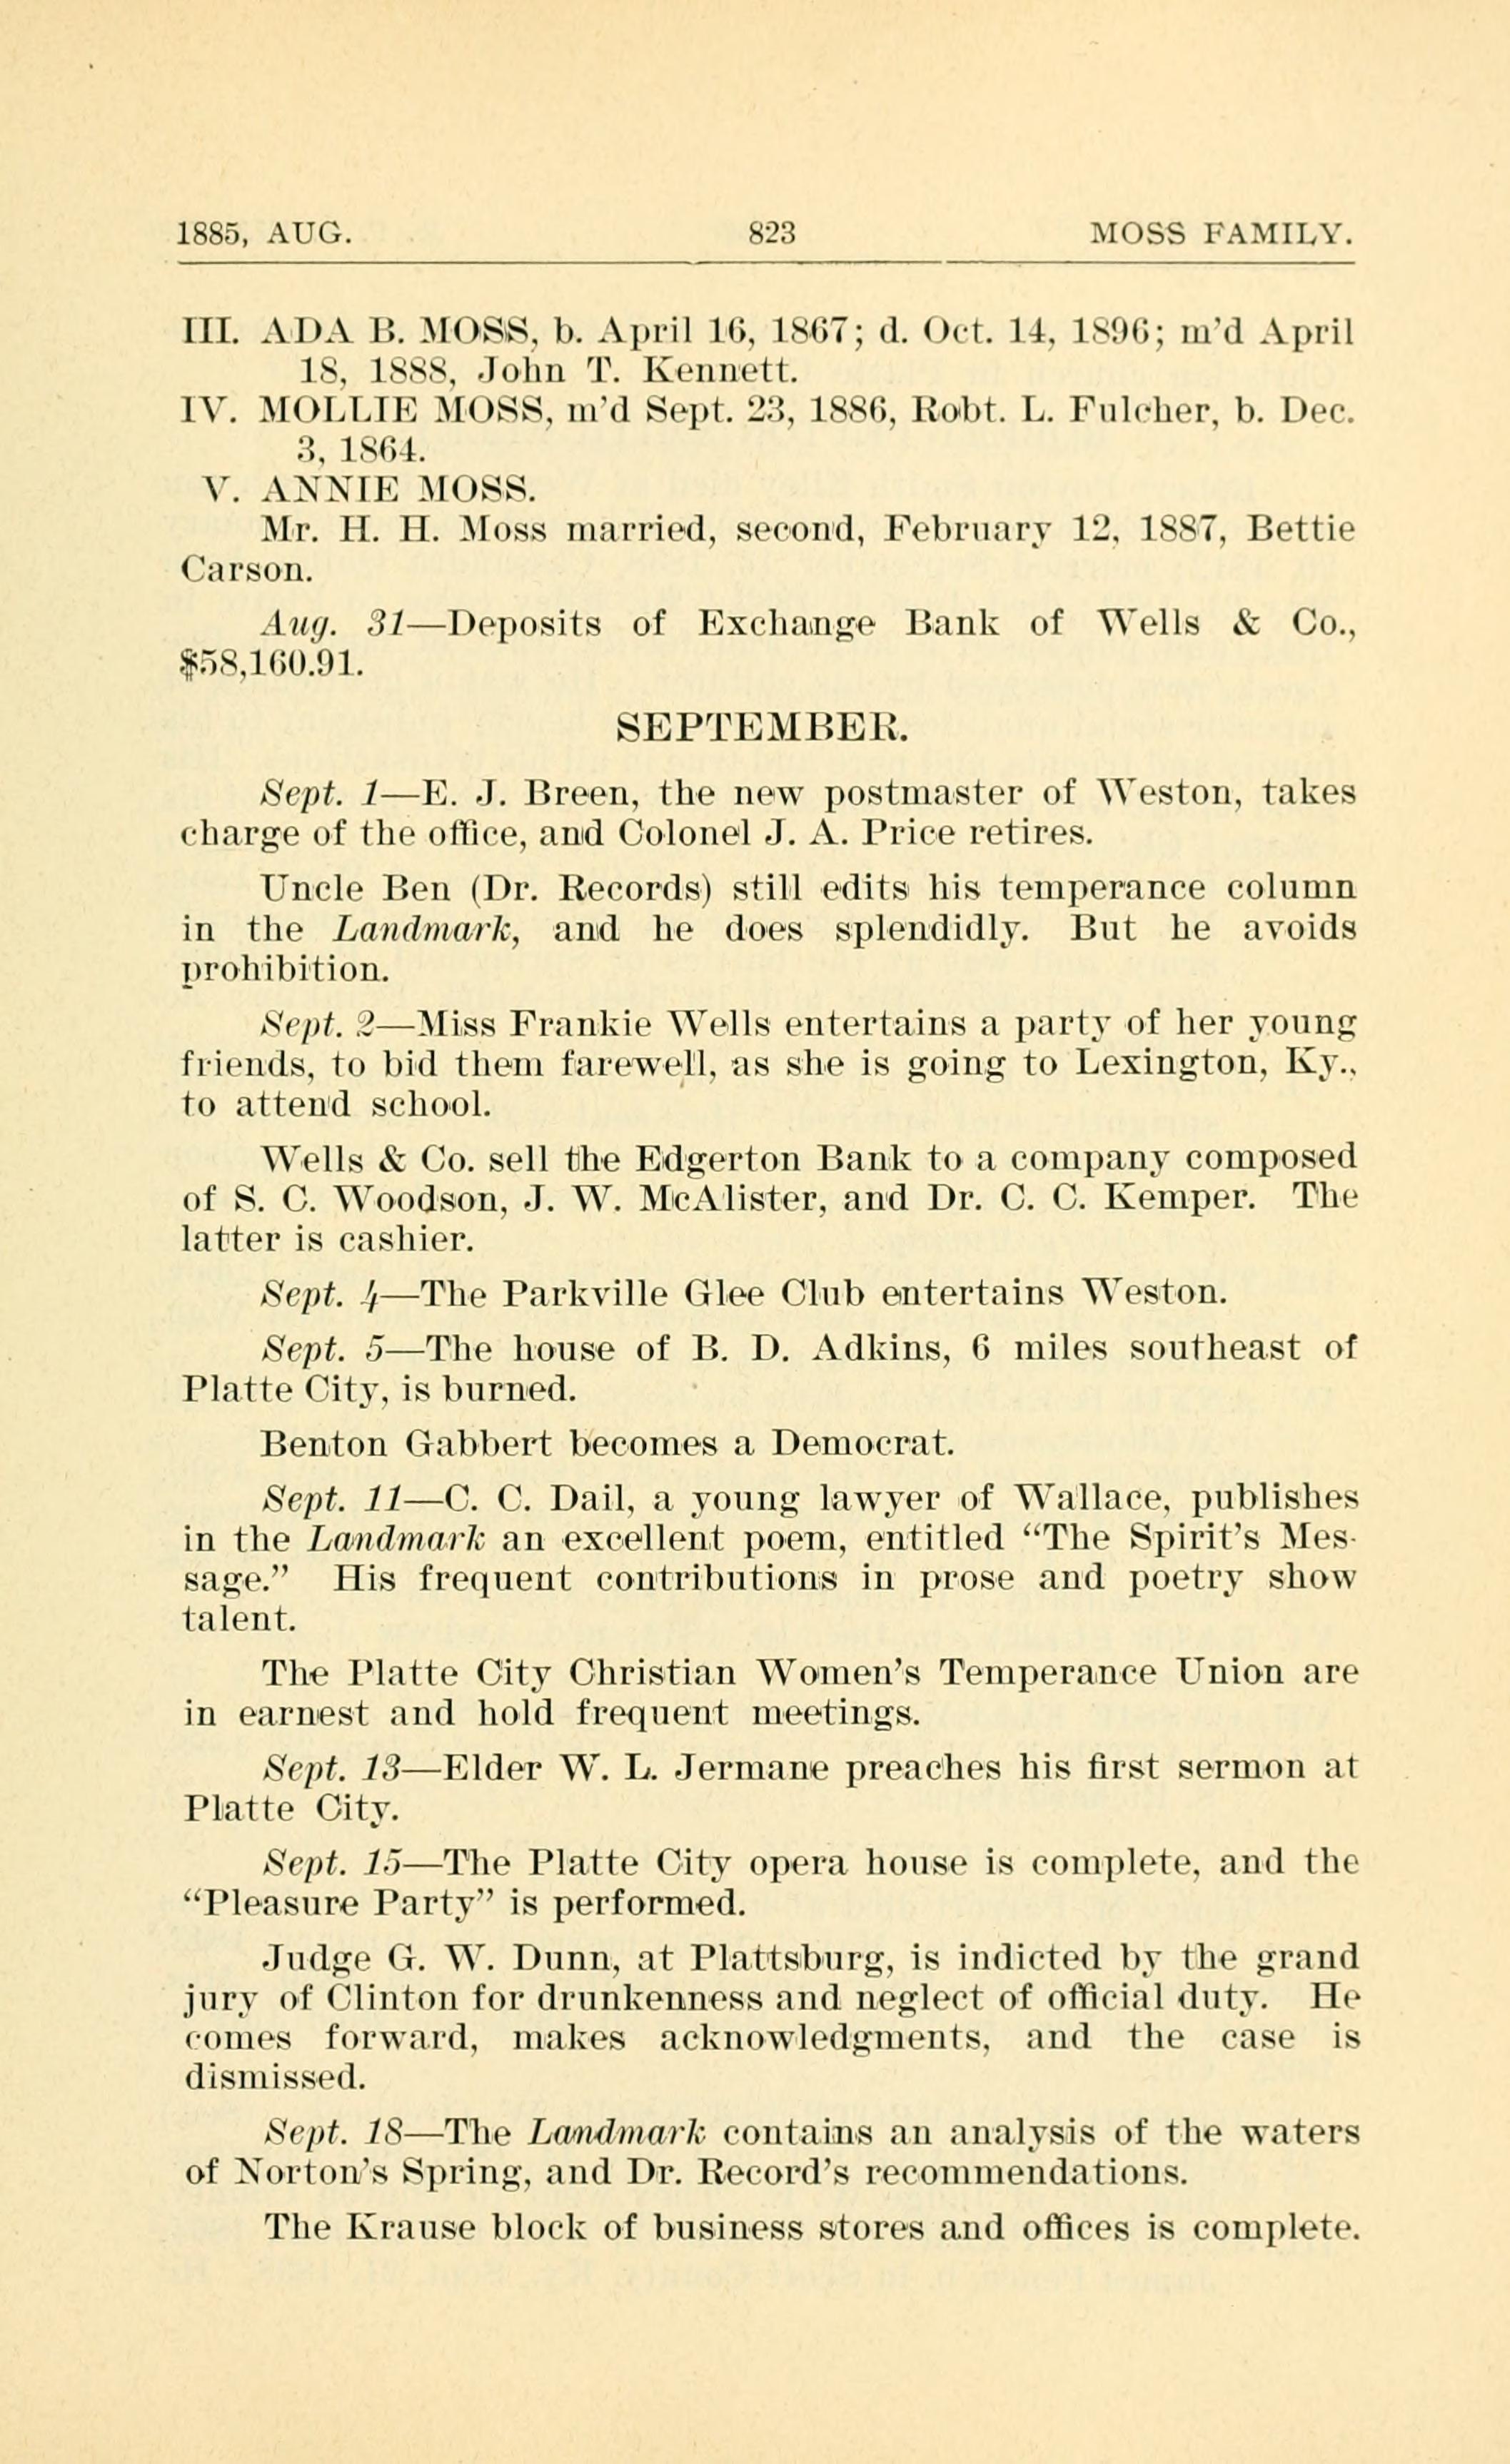 1885, AUG. 823 MOSS FAMILY.
III. ADA B. MOSS, b. April 16, 1867; d. Oct. 14, 1896; m'd April
18, 1888, John T. Kennett.
IV. MOLLIE MOSS, m'd Sept. 23, 1886, Robt. L. Fulcher, b. Dec.
3, 1864.
V. ANNIE MOSS.
Mr. H. H. Moss married, second, February 12, 1887, Bettie
Carson.
Aug. 31—Deposits of Exchange Bank of Wells & Co.,
$58,160.91.
SEPTEMBER.
Sept. 1—E. J. Breen, the new postmaster of Weston, takes
charge of the office, and Colonel J. A. Price retires.
Uncle Ben (Dr. Records) still edits his temperance column
in the Landmark, and he does splendidly. But he avoids
prohibition.
Sept. 2—Miss Frankie Wells entertains a party of her young
friends, to bid them farewell, as she is going to Lexington, Ky.,
to attend school.
Wells & Co. sell the Edgerton Bank to a company composed
of S. C. Woodson, J. W. McAlister, and Dr. C. C. Kemper. The
latter is cashier.
Sept. 4—The Parkville Glee Club entertains Weston.
Sept. 5—The house of B. D. Adkins, 6 miles southeast of
Platte City, is burned.
Benton Gabbert becomes a Democrat.
Sept. 11—C. C. Dail, a young lawyer of Wallace, publishes
in the Landmark an excellent poem, entitled "The Spirit's Mes-
sage." His frequent contributions in prose and poetry show
talent.
The Platte City Christian Women's Temperance Union are
in earnest and hold frequent meetings.
Sept. 13—Elder W. L. Jermane preaches his first sermon at
Platte City.
Sept. 15—The Platte City opera house is complete, and the
"Pleasure Party" is performed.
Judge G. W. Dunn, at Plattsburg, is indicted by the grand
jury of Clinton for drunkenness and neglect of official duty. He
comes forward, makes acknowledgments, and the case is
dismissed.
Sept. 18—The Landmark contains an analysis of the waters
of Norton's Spring, and Dr. Record's recommendations.
The Krause block of business stores and offices is complete.